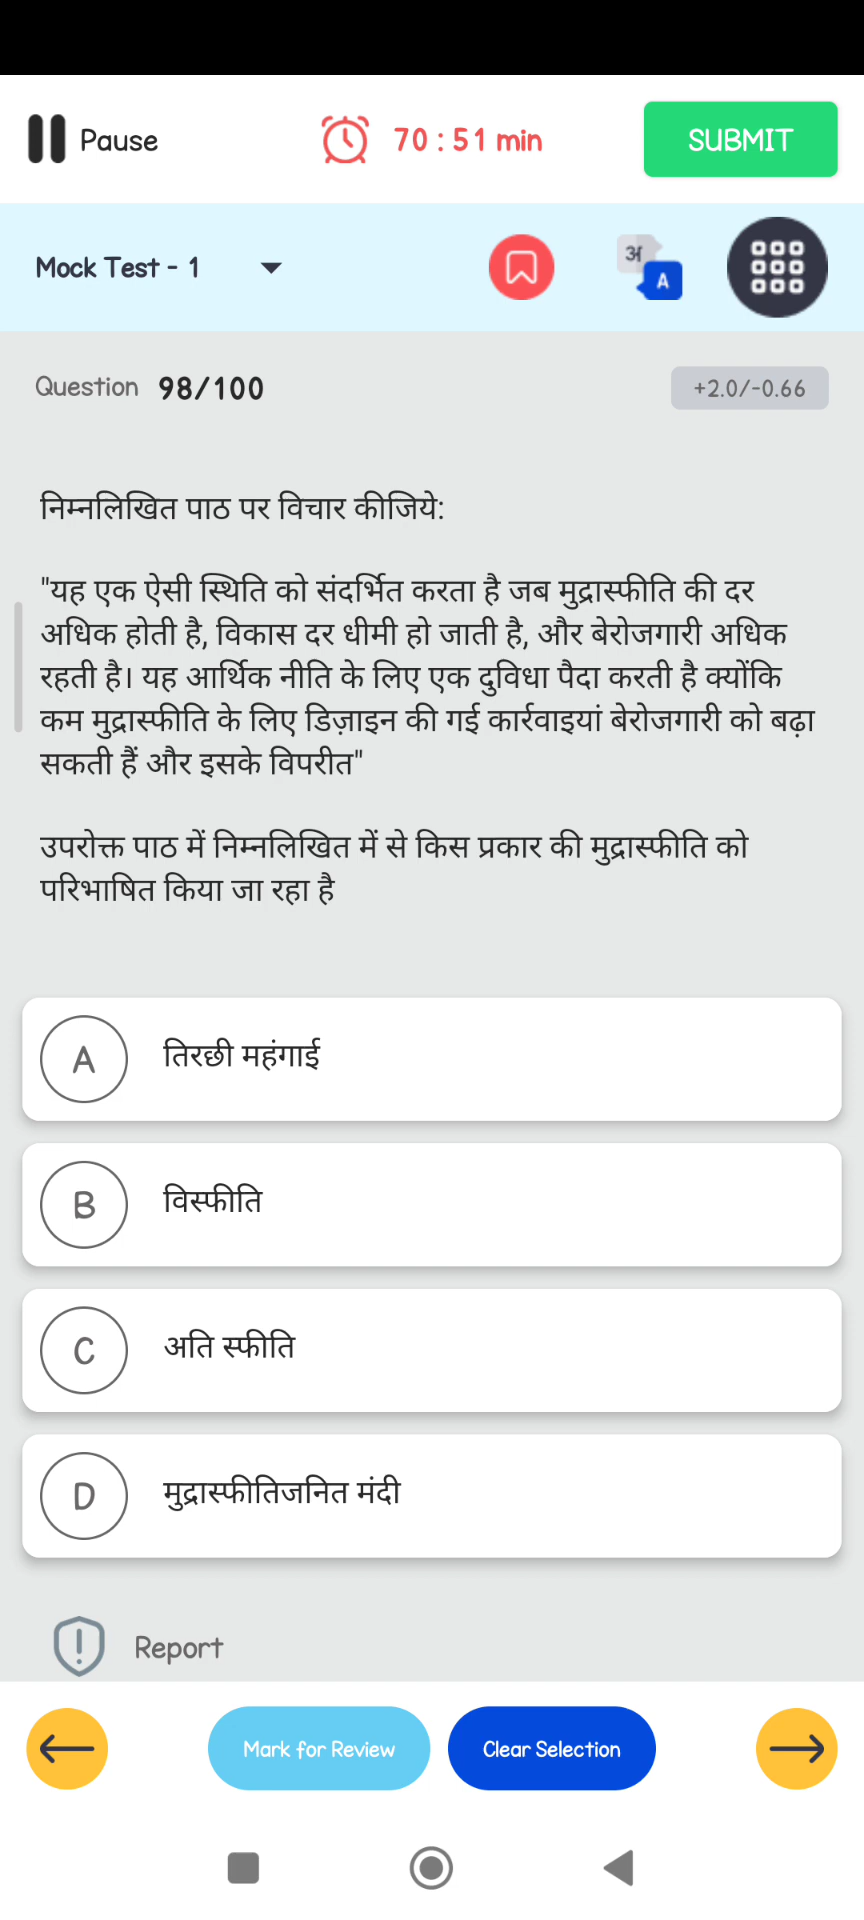 Pause
70 : 51 min
SUBMIT
Mock Test - 1
अ
A
Question 98/100
+2.0/-0.66
निम्नलिखित पाठ पर विचार कीजिये:
"यह एक ऐसी स्थिति को संदर्भित करता है जब मुद्रास्फीति की दर
अधिक होती है, विकास दर धीमी हो जाती है, और बेरोजगारी अधिक
रहती है। यह आर्थिक नीति के लिए एक दुविधा पैदा करती है क्योंकि
कम मुद्रास्फीति के लिए डिज़ाइन की गई कार्रवाइयां बेरोजगारी को बढ़ा
सकती हैं और इसके विपरीत"
उपरोक्त पाठ में निम्नलिखित में से किस प्रकार की मुद्रास्फीति को
परिभाषित किया जा रहा है
A तिरछी महंगाई
B विस्फीति
C अति स्फीति
D मुद्रास्फीतिजनित मंदी
Report
Mark for Review
Clear Selection